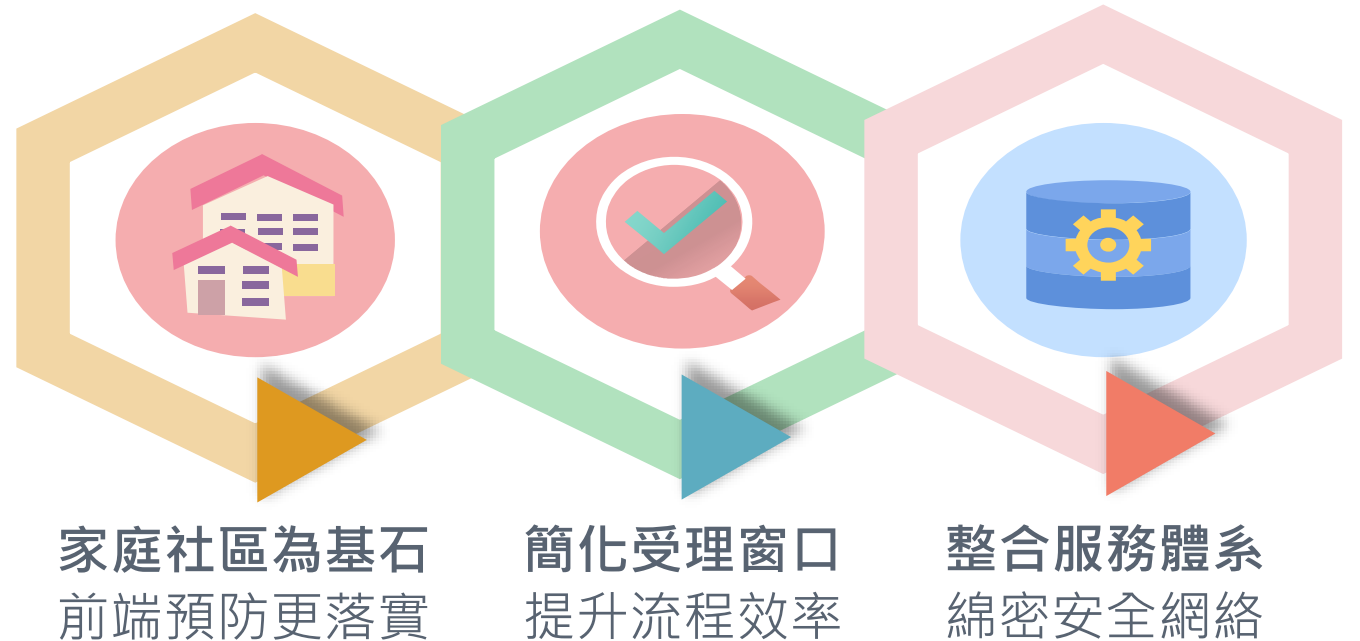 家庭社區為基石
前端預防更落實
簡化受理窗口
提升流程效率
整合服務體系
綿密安全網絡